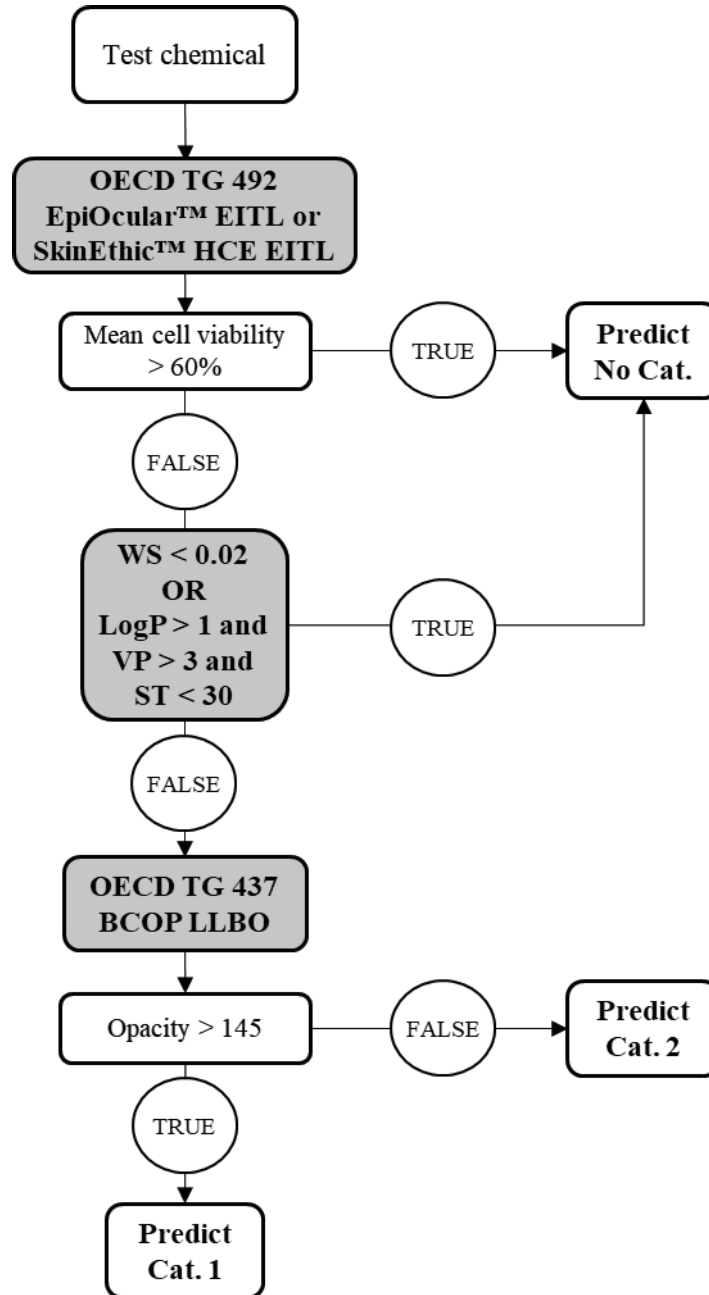 Test chemical
OECD TG 492
EpiOcular™ EITL or
SkinEthic™ HCE EITL
Mean cell viability
> 60%
TRUE
Predict
No Cat.
FALSE
WS < 0.02
OR
LogP > 1 and
VP > 3 and
ST < 30
TRUE
FALSE
OECD TG 437
BCOP LLBO
Opacity > 145
FALSE
Predict
Cat. 2
TRUE
Predict
Cat. 1